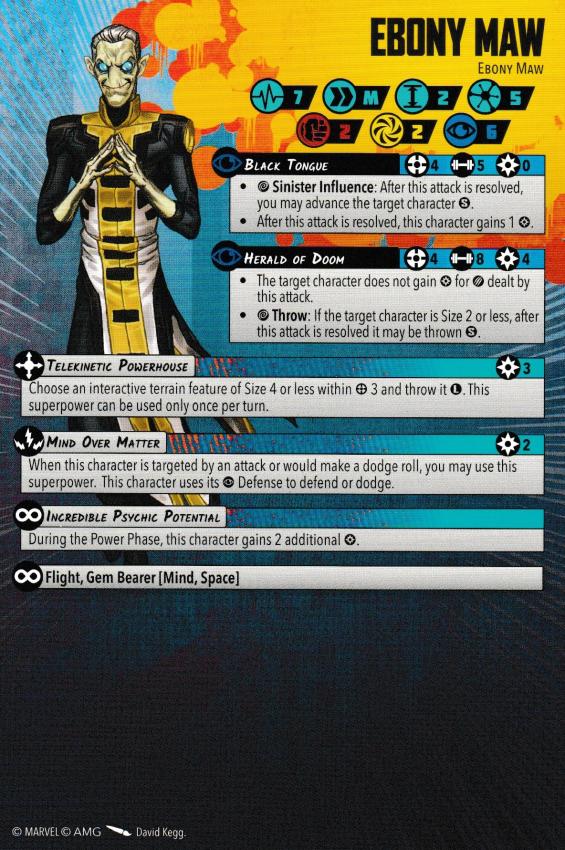 EBONY MAW
Ebony Maw
7 M 2 5
2 2 6
Black Tongue 4 5 0
• Sinister Influence: After this attack is resolved,
you may advance the target character S.
• After this attack is resolved, this character gains 1 .
Herald of Doom 4 8 4
• The target character does not gain for dealt by
this attack.
• Throw: If the target character is Size 2 or less, after
this attack is resolved it may be thrown S.
Telekinetic Powerhouse 3
Choose an interactive terrain feature of Size 4 or less within 3 and throw it L. This
superpower can be used only once per turn.
Mind Over Matter 2
When this character is targeted by an attack or would make a dodge roll, you may use this
superpower. This character uses its Defense to defend or dodge.
Incredible Psychic Potential
During the Power Phase, this character gains 2 additional .
Flight, Gem Bearer [Mind, Space]
© MARVEL © AMG David Kegg.